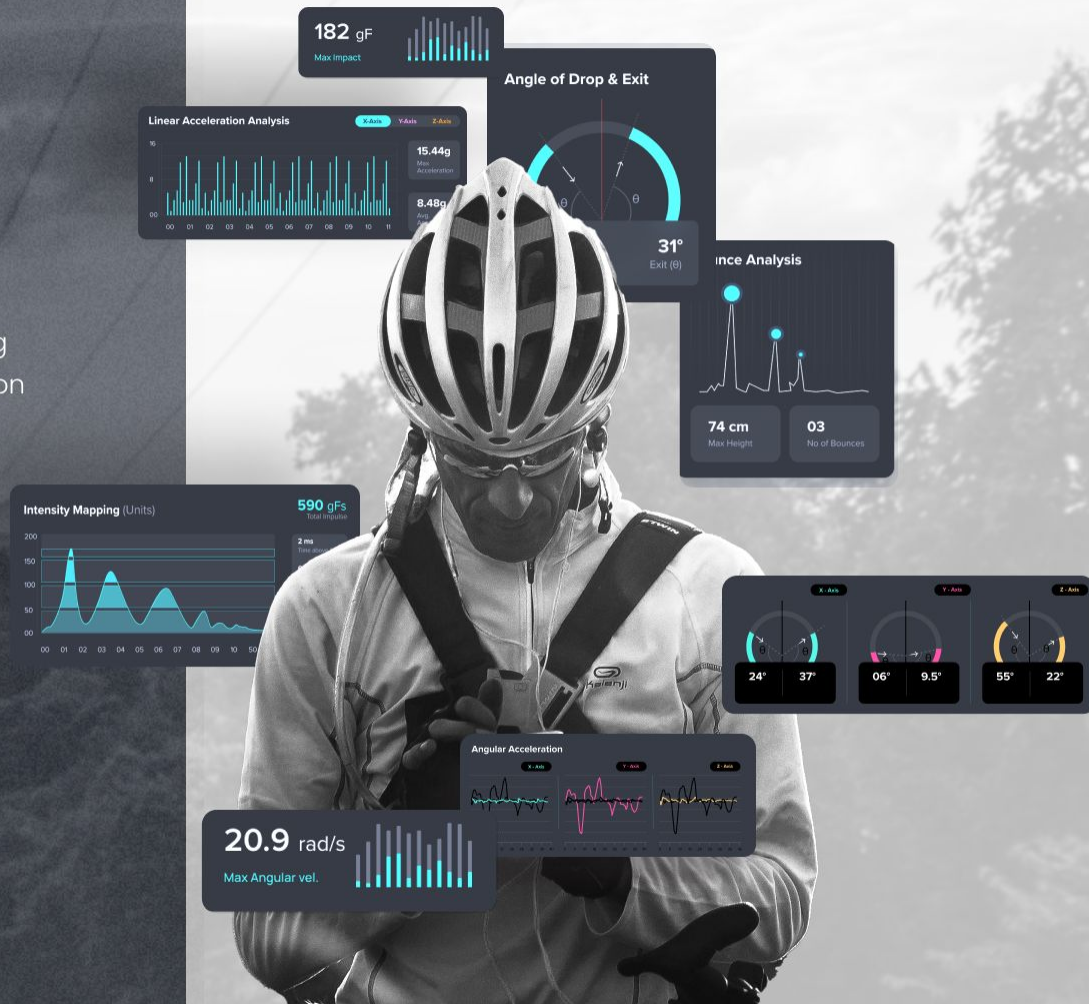 182 gF
Max Impact
Angle of Drop & Exit
Linear Acceleration Analysis
X-Axis Y-Axis Z-Axis
16
8
00
15.44g
Max
Acceleration
8.48g
Avg.
00 01 02 03 04 05 06 07 08 09 10 11
θ θ
31°
Exit (θ)
nce Analysis
74 cm
Max Height
03
No of Bounces
g
on
Intensity Mapping (Units)
590 gFs
Total Impulse
2 ms
Time above
200
150
100
50
00
00 01 02 03 04 05 06 07 08 09 10
ETWIN
Kalenji
X - Axis
Y - Axis
Z - Axis
θ θ
24° 37°
06° 9.5°
θ θ
55° 22°
Angular Acceleration
X - Axis
Y - Axis
Z - Axis
20.9 rad/s
Max Angular vel.